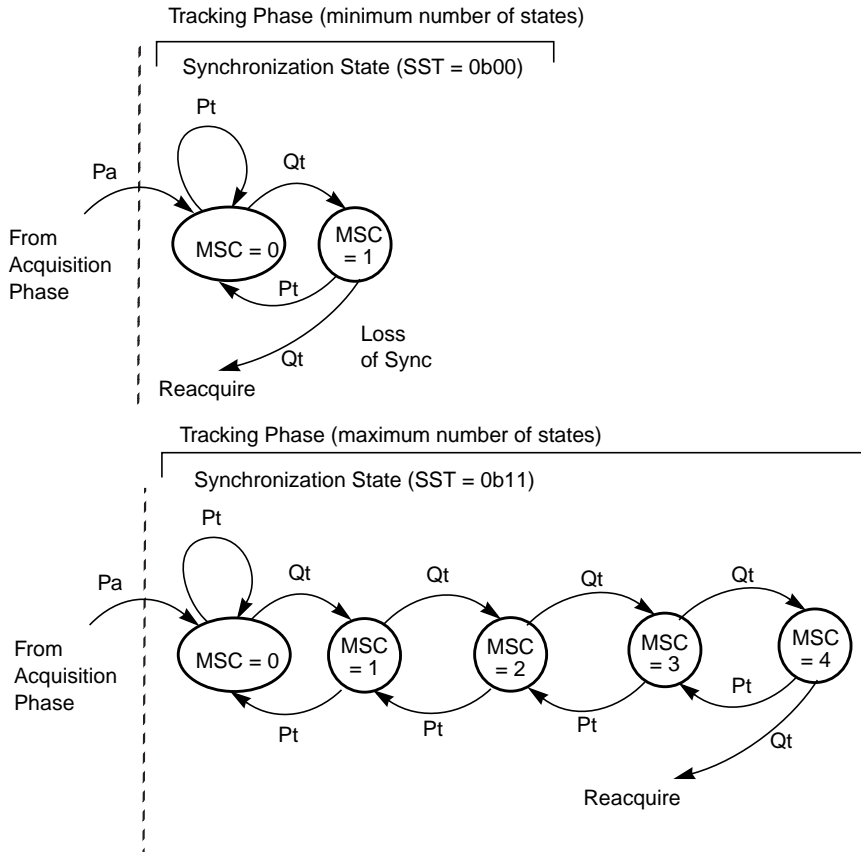 Tracking Phase (minimum number of states)
Synchronization State (SST = 0b00)
Pt
Qt
Pa
From
Acquisition
Phase
MSC = 0
MSC
= 1
Pt
Qt
Loss
of Sync
Reacquire
Tracking Phase (maximum number of states)
Synchronization State (SST = 0b11)
Pt
Pa
Qt
Qt
Qt
Qt
From
Acquisition
Phase
MSC = 0
MSC
= 1
MSC
= 2
MSC
= 3
MSC
= 4
Pt
Pt
Pt
Pt
Qt
Reacquire